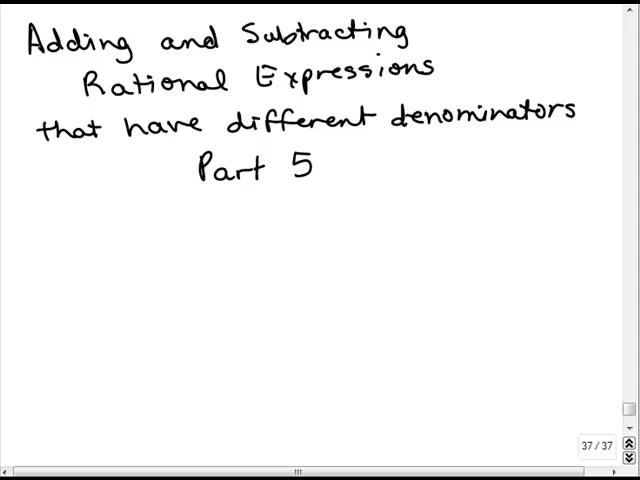 Adding and Subtracting
Rational Expressions
that have different denominators
Part 5
37/37